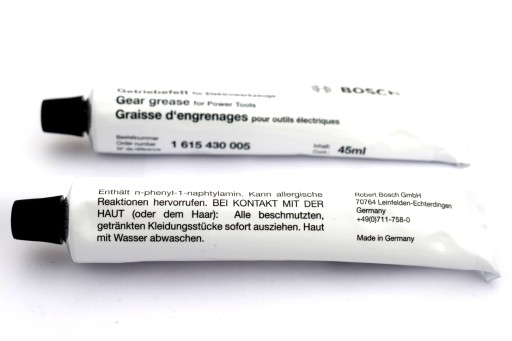 Getriebefett für Elektrowerkzeuge
BOSCH
Gear grease for Power Tools
Graisse d'engrenages pour outils électriques
Bestellnummer
Order number
N° de référence
1 615 430 005
Inhalt:
Cont.:
45ml
Enthält n-phenyl-1-naphtylamin. Kann allergische
Reaktionen hervorrufen. BEI KONTAKT MIT DER
HAUT (oder dem Haar): Alle beschmutzten,
getränkten Kleidungsstücke sofort ausziehen. Haut
mit Wasser abwaschen.
Robert Bosch GmbH
70764 Leinfelden-Echterdingen
Germany
+49(0)711-758-0
Made in Germany